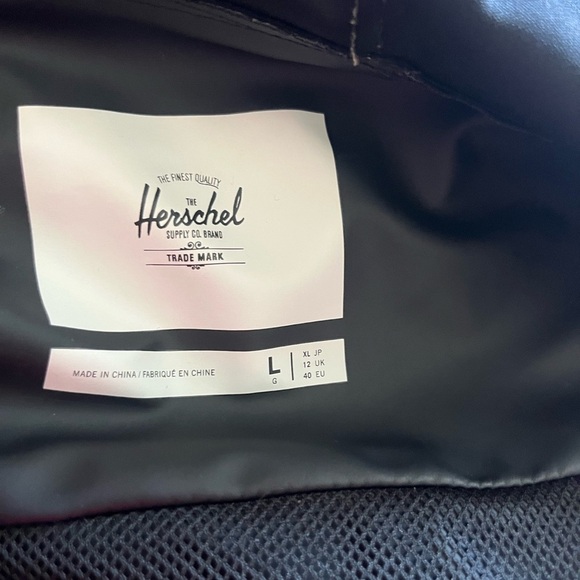 THE FINEST QUALITY
THE
Herschel
SUPPLY CO. BRAND
TRADE MARK
MADE IN CHINA / FABRIQUÉ EN CHINE
L
G
XL JP
12 UK
40 EU